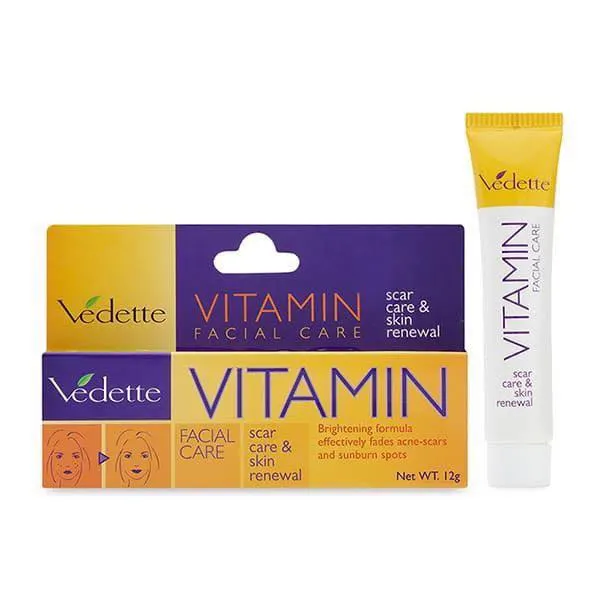 Vedette
VITAMIN
FACIAL CARE
scar
care & skin
renewal
Vedette
VITAMIN
FACIAL
CARE
scar
care & skin
renewal
Brightening formula
effectively fades acne-scars
and sunburn spots
Net WT. 12g
Vedette
VITAMIN
FACIAL CARE
scar
care & skin
renewal